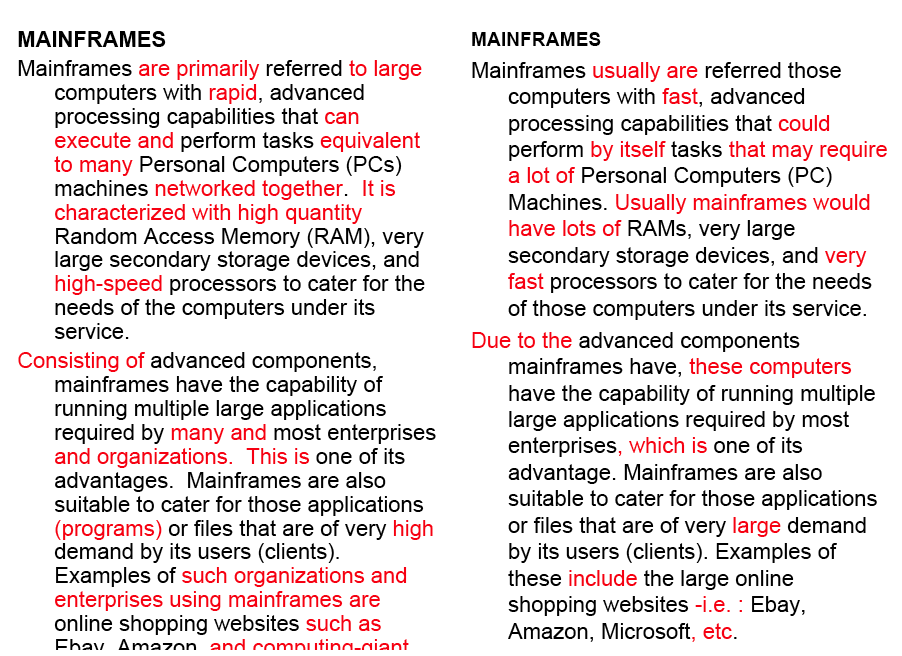 MAINFRAMES
Mainframes are primarily referred to large
computers with rapid, advanced
processing capabilities that can
execute and perform tasks equivalent
to many Personal Computers (PCs)
machines networked together.  It is
characterized with high quantity
Random Access Memory (RAM), very
large secondary storage devices, and
high-speed processors to cater for the
needs of the computers under its
service.
Consisting of advanced components,
mainframes have the capability of
running multiple large applications
required by many and most enterprises
and organizations.  This is one of its
advantages.  Mainframes are also
suitable to cater for those applications
(programs) or files that are of very high
demand by its users (clients).
Examples of such organizations and
enterprises using mainframes are
online shopping websites such as
Ebay, Amazon, and computing-giant
MAINFRAMES
Mainframes usually are referred those
computers with fast, advanced
processing capabilities that could
perform by itself tasks that may require
a lot of Personal Computers (PC)
Machines. Usually mainframes would
have lots of RAMs, very large
secondary storage devices, and very
fast processors to cater for the needs
of those computers under its service.
Due to the advanced components
mainframes have, these computers
have the capability of running multiple
large applications required by most
enterprises, which is one of its
advantage. Mainframes are also
suitable to cater for those applications
or files that are of very large demand
by its users (clients). Examples of
these include the large online
shopping websites -i.e. : Ebay,
Amazon, Microsoft, etc.